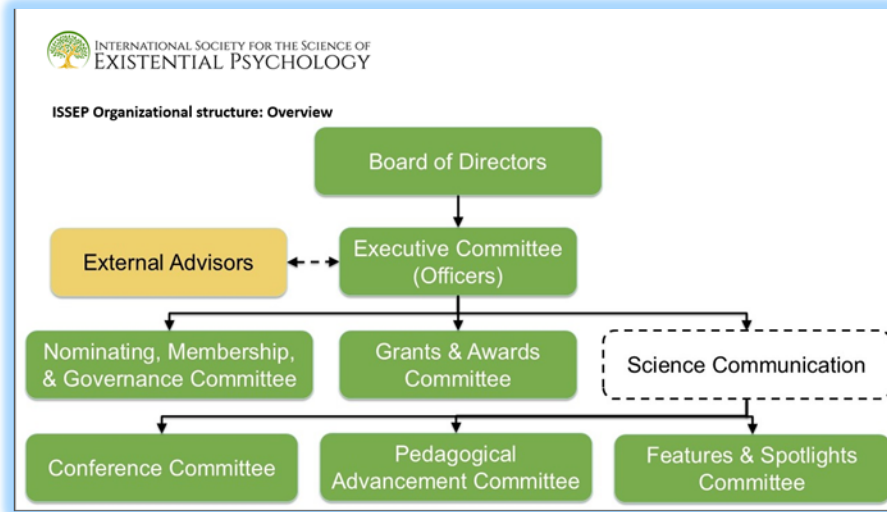 INTERNATIONAL SOCIETY FOR THE SCIENCE OF
EXISTENTIAL PSYCHOLOGY
ISSEP Organizational structure: Overview
Board of Directors
External Advisors
Executive Committee
(Officers)
Nominating, Membership,
& Governance Committee
Grants & Awards
Committee
Science Communication
Conference Committee
Pedagogical
Advancement Committee
Features & Spotlights
Committee